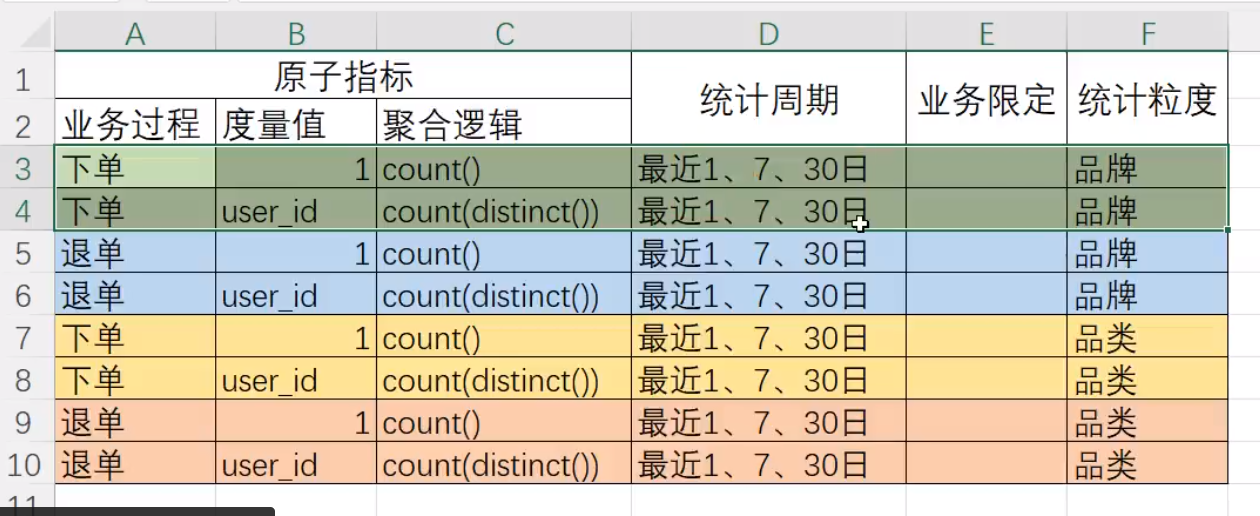 A B C D E F
1 原子指标 统计周期 业务限定 统计粒度
2 业务过程 度量值 聚合逻辑
3 下单 1 count() 最近1、7、30日 品牌
4 下单 user_id count(distinct()) 最近1、7、30日 品牌
5 退单 1 count() 最近1、7、30日 品牌
6 退单 user_id count(distinct()) 最近1、7、30日 品牌
7 下单 1 count() 最近1、7、30日 品类
8 下单 user_id count(distinct()) 最近1、7、30日 品类
9 退单 1 count() 最近1、7、30日 品类
10 退单 user_id count(distinct()) 最近1、7、30日 品类
11